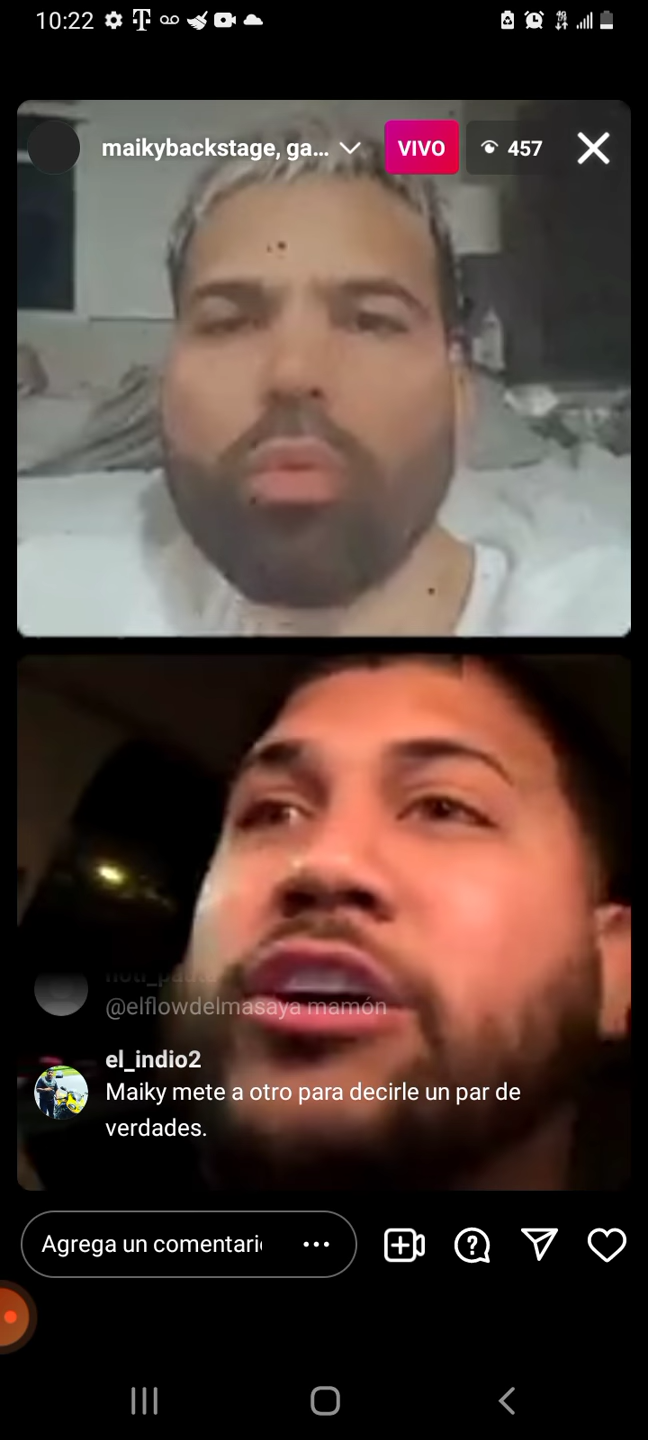 10:22
maikybackstage, ga...
VIVO
457
@elflowdelmasaya mamón
el_indio2
Maiky mete a otro para decirle un par de
verdades.
Agrega un comentari